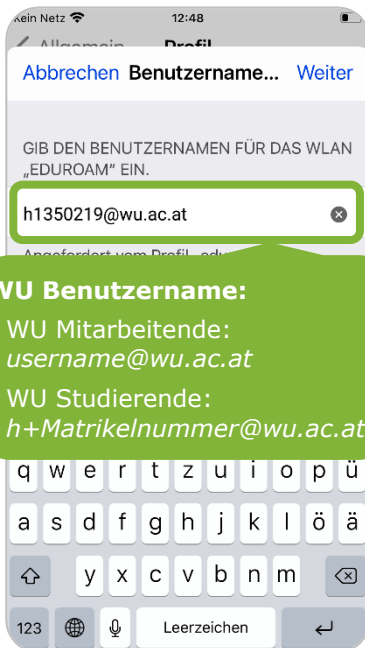 Kein Netz 12:48
Allgemein Profil
Abbrechen Benutzername... Weiter
GIB DEN BENUTZERNAMEN FÜR DAS WLAN
„EDUROAM“ EIN.
h1350219@wu.ac.at
Angefordert vom Profil „edu
WU Benutzername:
WU Mitarbeitende:
username@wu.ac.at
WU Studierende:
h+Matrikelnummer@wu.ac.at
q w e r t z u i o p ü
a s d f g h j k l ö ä
y x c v b n m
123 Leerzeichen